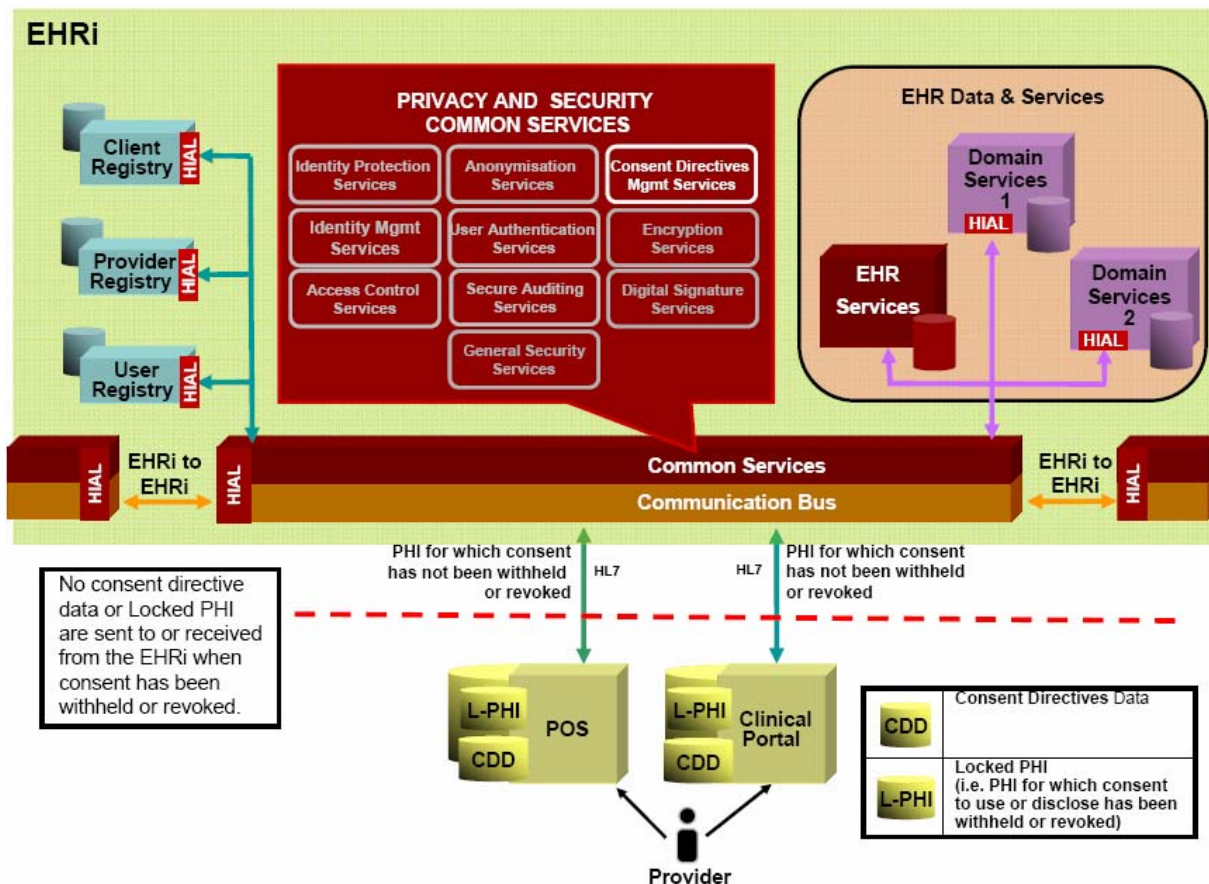 EHRi
PRIVACY AND SECURITY
COMMON SERVICES
Identity Protection
Services
Anonymisation
Services
Consent Directives
Mgmt Services
Identity Mgmt
Services
User Authentication
Services
Encryption
Services
Access Control
Services
Secure Auditing
Services
Digital Signature
Services
General Security
Services
Client
Registry
HIAL
Provider
Registry
HIAL
User
Registry
HIAL
EHR Data & Services
Domain
Services
1
HIAL
EHR
Services
Domain
Services
2
HIAL
HIAL
EHRi to
EHRi
HIAL
Common Services
Communication Bus
EHRi to
EHRi
HIAL
PHI for which consent
has not been withheld
or revoked
HL7
HL7
PHI for which consent
has not been withheld
or revoked
No consent directive
data or Locked PHI
are sent to or received
from the EHRi when
consent has been
withheld or revoked.
L-PHI
CDD
POS
L-PHI
CDD
Clinical
Portal
Provider
CDD
Consent Directives Data
L-PHI
Locked PHI
(i.e. PHI for which consent
to use or disclose has been
withheld or revoked)